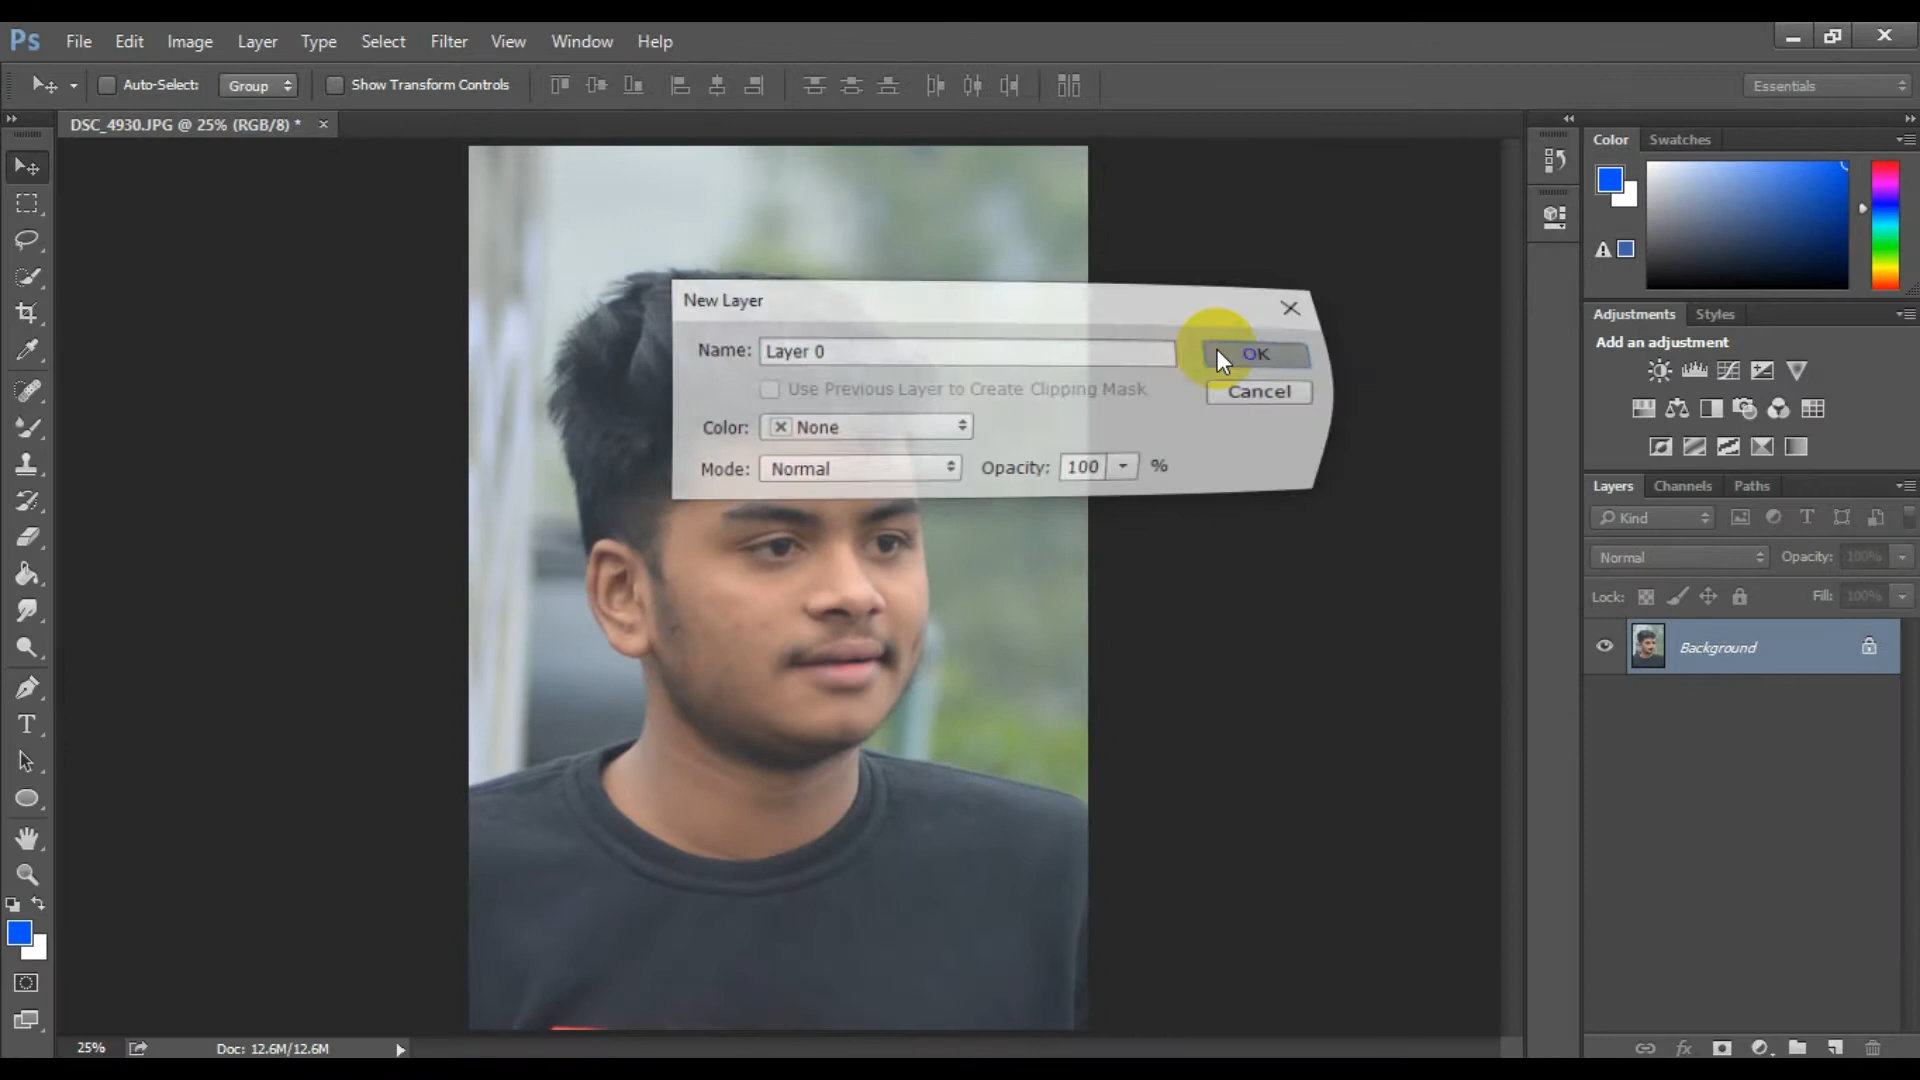 Ps File Edit Image Layer Type Select Filter View Window Help
Auto-Select: Group Show Transform Controls Essentials
DSC_4930.JPG @ 25% (RGB/8) * ×
Color Swatches
New Layer
Name: Layer 0 OK
Use Previous Layer to Create Clipping Mask Cancel
Color: None
Mode: Normal Opacity: 100 %
Adjustments Styles
Add an adjustment
Layers Channels Paths
Kind T
Normal Opacity: 100%
Lock: Fill: 100%
Background
T
25% Doc: 12.6M/12.6M
fx